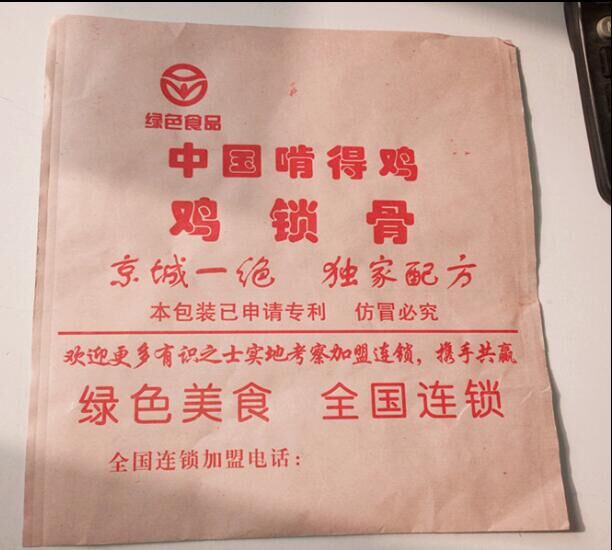 绿色食品
中国啃得鸡
鸡锁骨
京城一绝 独家配方
本包装已申请专利 仿冒必究
欢迎更多有识之士实地考察加盟连锁，携手共赢
绿色美食 全国连锁
全国连锁加盟电话：